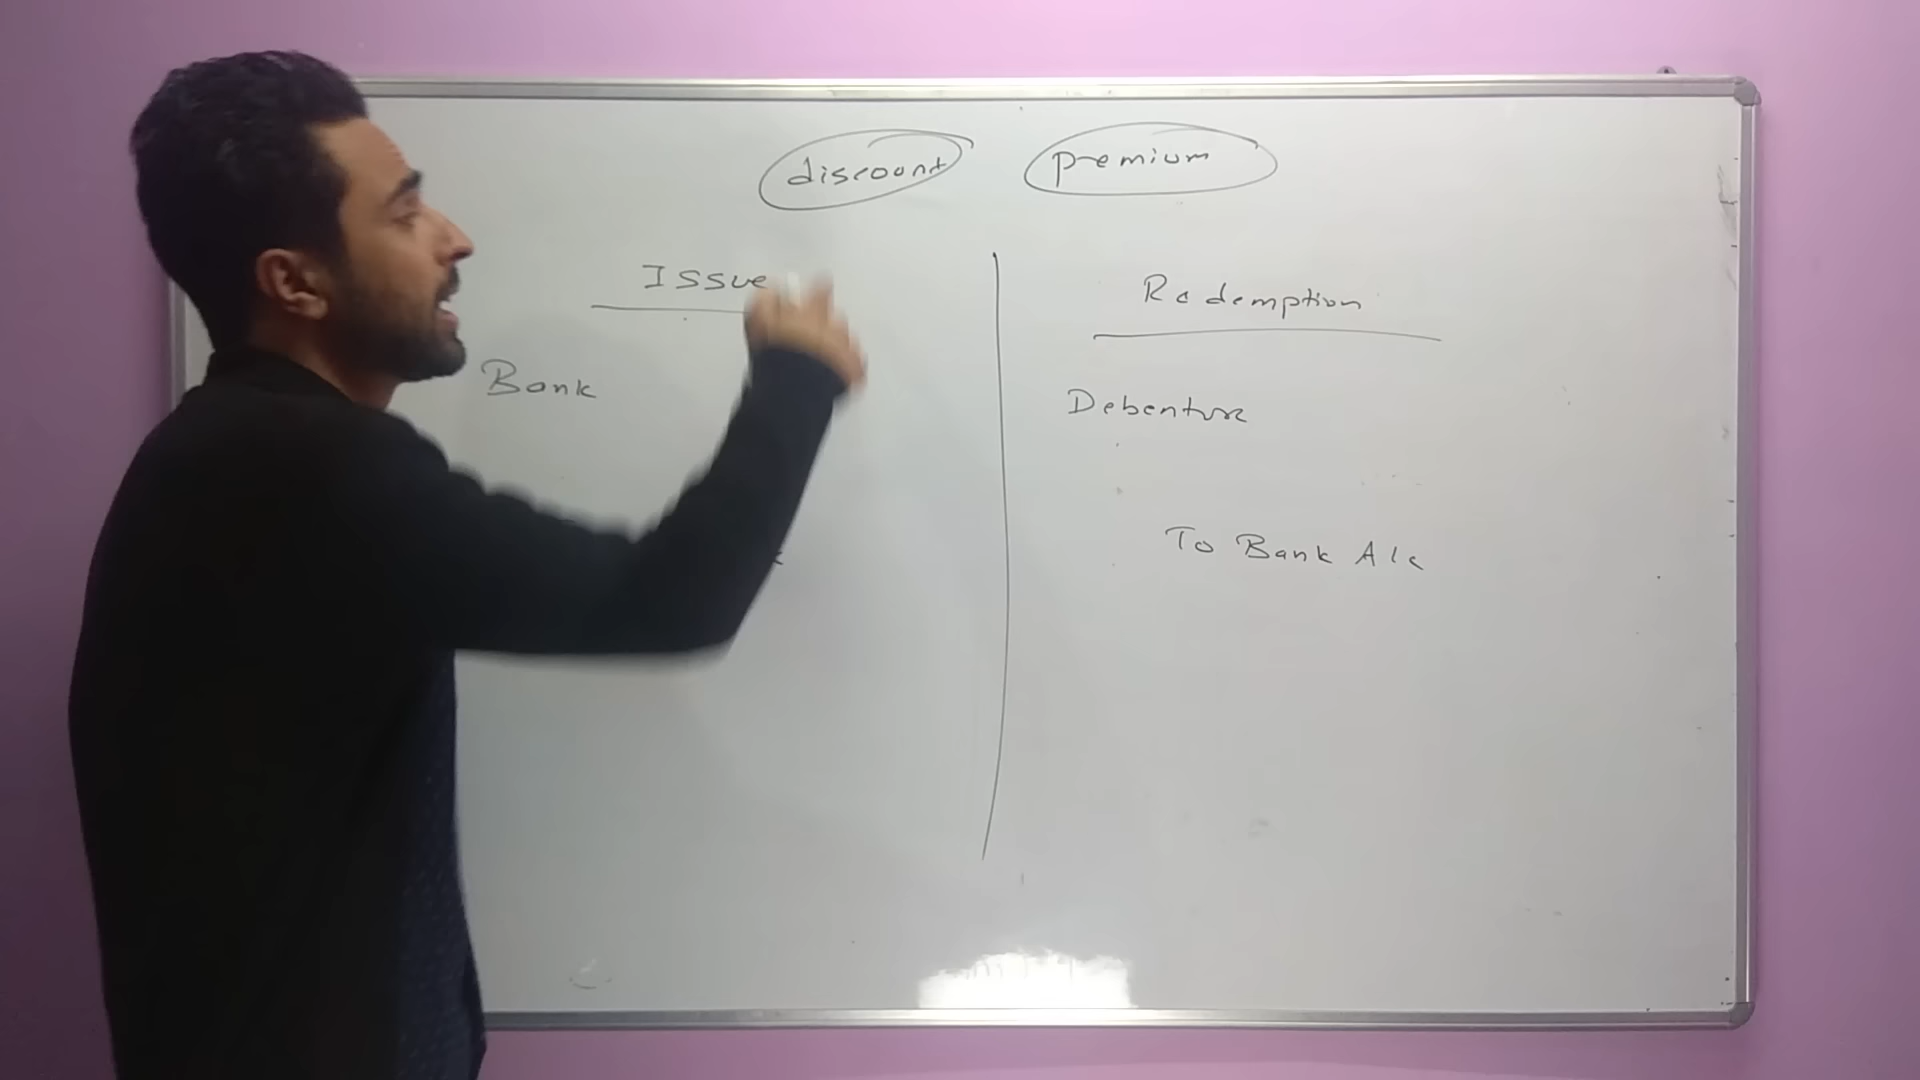 discount premium
Issue
Redemption
Bank
Debenture
To Bank A/c